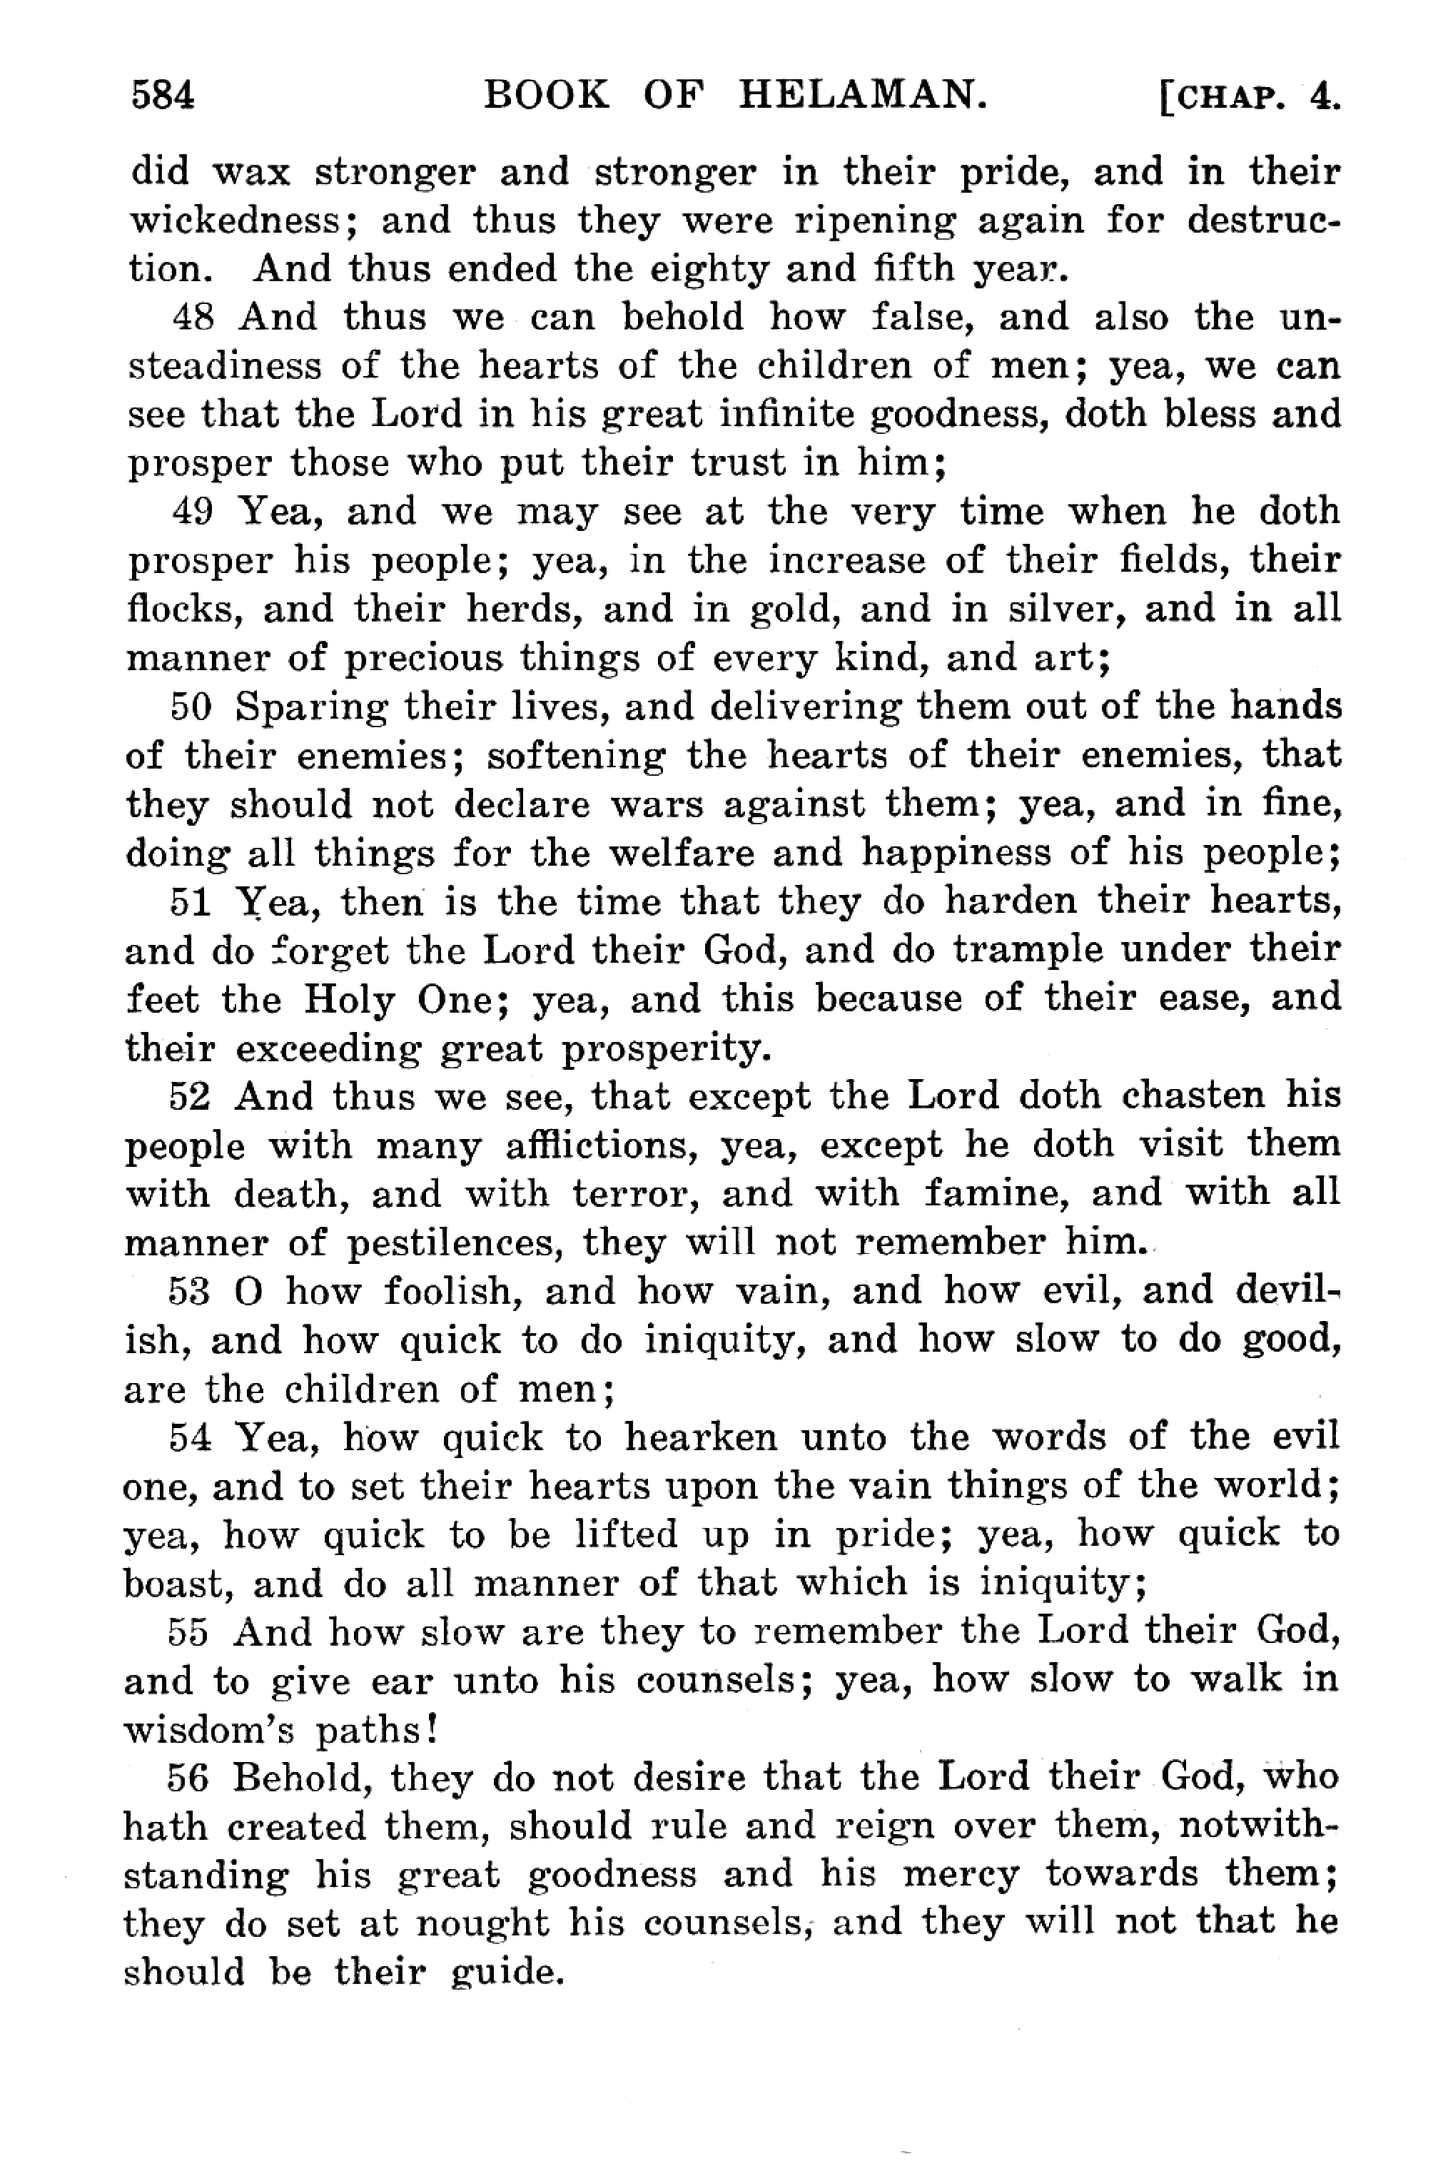 584 BOOK OF HELAMAN. [CHAP. 4.
did wax stronger and stronger in their pride, and in their
wickedness; and thus they were ripening again for destruc-
tion. And thus ended the eighty and fifth year.
48 And thus we can behold how false, and also the un-
steadiness of the hearts of the children of men; yea, we can
see that the Lord in his great infinite goodness, doth bless and
prosper those who put their trust in him;
49 Yea, and we may see at the very time when he doth
prosper his people; yea, in the increase of their fields, their
flocks, and their herds, and in gold, and in silver, and in all
manner of precious things of every kind, and art;
50 Sparing their lives, and delivering them out of the hands
of their enemies; softening the hearts of their enemies, that
they should not declare wars against them; yea, and in fine,
doing all things for the welfare and happiness of his people;
51 Yea, then is the time that they do harden their hearts,
and do forget the Lord their God, and do trample under their
feet the Holy One; yea, and this because of their ease, and
their exceeding great prosperity.
52 And thus we see, that except the Lord doth chasten his
people with many afflictions, yea, except he doth visit them
with death, and with terror, and with famine, and with all
manner of pestilences, they will not remember him.
53 O how foolish, and how vain, and how evil, and devil-
ish, and how quick to do iniquity, and how slow to do good,
are the children of men;
54 Yea, how quick to hearken unto the words of the evil
one, and to set their hearts upon the vain things of the world;
yea, how quick to be lifted up in pride; yea, how quick to
boast, and do all manner of that which is iniquity;
55 And how slow are they to remember the Lord their God,
and to give ear unto his counsels; yea, how slow to walk in
wisdom's paths!
56 Behold, they do not desire that the Lord their God, who
hath created them, should rule and reign over them, notwith-
standing his great goodness and his mercy towards them;
they do set at nought his counsels, and they will not that he
should be their guide.